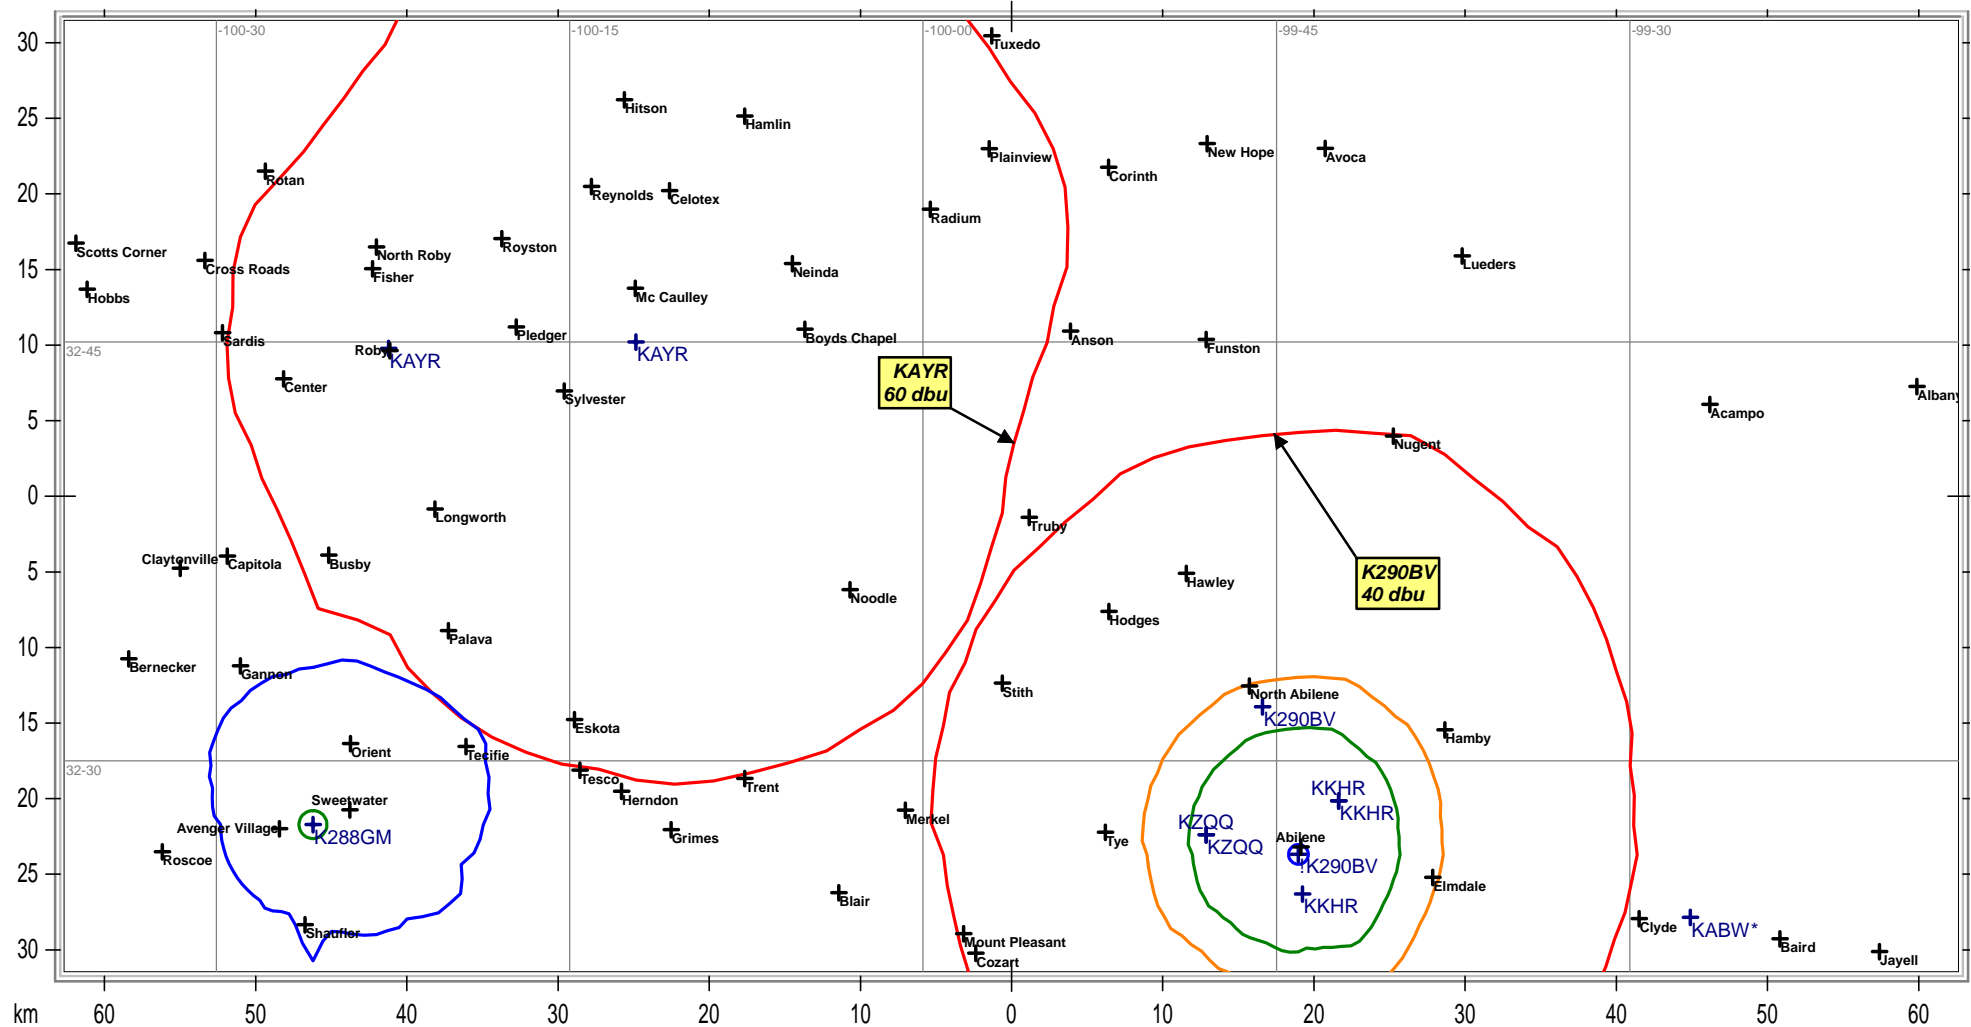 -100-30
-100-15
-100-00
-99-45
-99-30
30
Tuxedo
25
Hitson
Hamlin
Plainview
New Hope
Avoca
Corinth
20
Rotan
Reynolds
Celotex
Radium
Scotts Corner
Cross Roads
North Roby
Royston
15
Fisher
Neinda
Lueders
Hobbs
Mc Caulley
Sardis
Pledger
Boyds Chapel
Anson
Funston
10
32-45
Roby
KAYR
KAYR
KAYR
60 dbu
Center
Sylvester
Albany
Acampo
5
Nugent
0
Longworth
Truby
Claytonville
Capitola
Busby
5
Noodle
Hawley
K290BV
40 dbu
Hodges
Palava
10
Bernecker
Gannon
Stith
North Abilene
K290BV
15
Eskota
Hamby
Orient
Tecifie
32-30
Tesco
Trent
20
Sweetwater
Herndon
Merkel
KKHR
KKHR
Avenger Village
K288GM
Grimes
Tye
KZQQ
KZQQ
Abilene
!K290BV
Roscoe
25
Blair
Elmdale
KKHR
Shaufler
Clyde
KABW*
30
Mount Pleasant
Cozart
Baird
Jayell
km
60
50
40
30
20
10
0
10
20
30
40
50
60